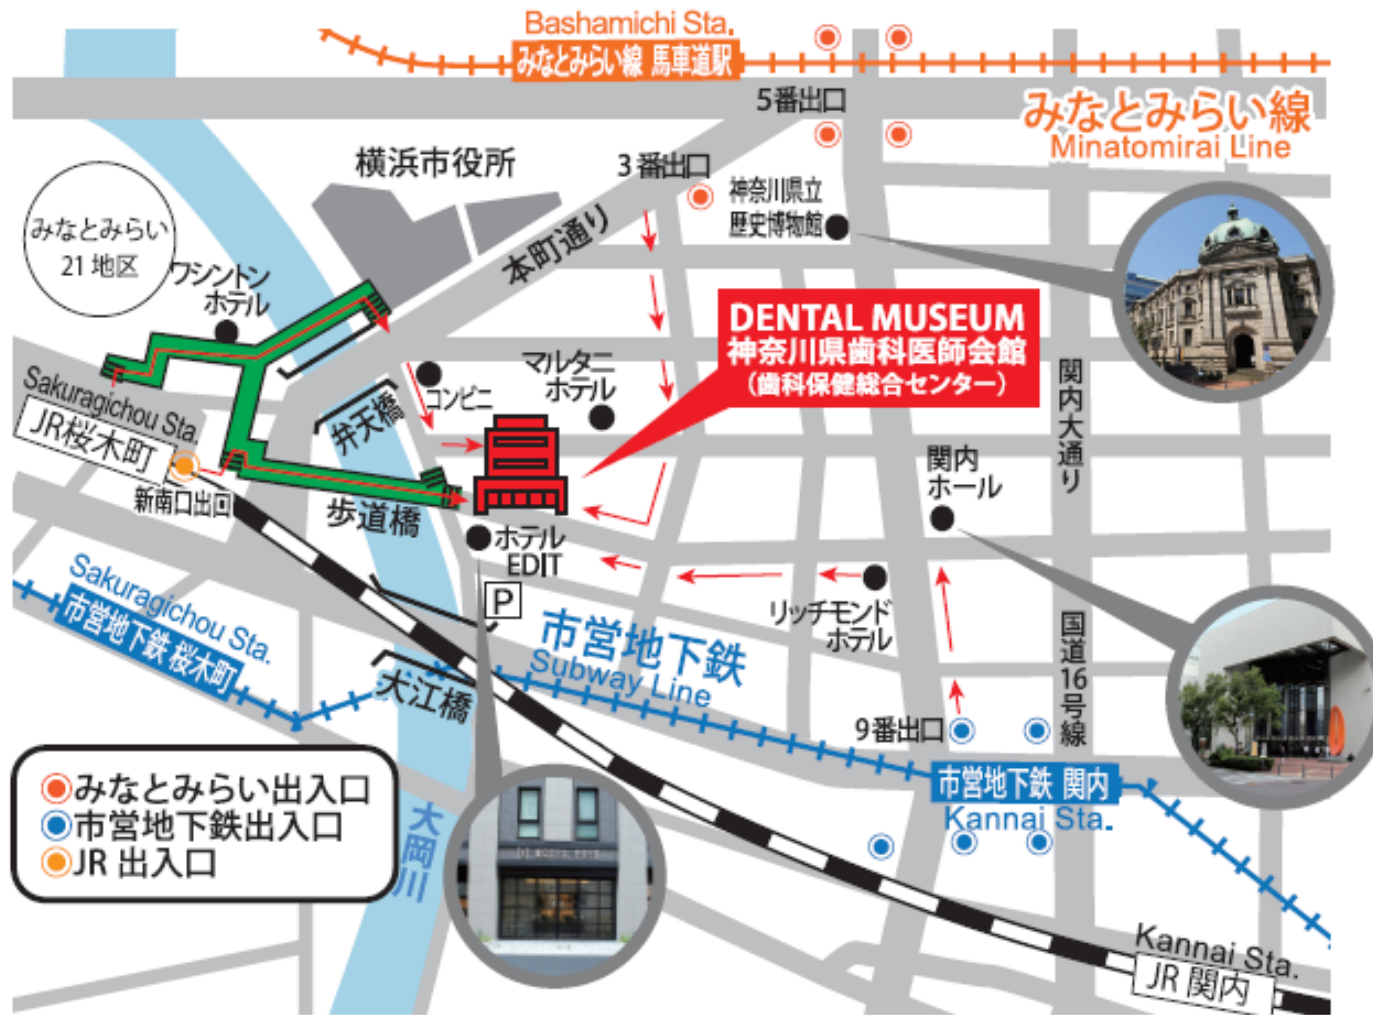 Bashamichi Sta.
みなとみらい線 馬車道駅
5番出口
みなとみらい線
Minatomirai Line
横浜市役所
3番出口
神奈川県立
歴史博物館
みなとみらい
21地区
ワシントン
ホテル
本町通り
DENTAL MUSEUM
神奈川県歯科医師会館
(歯科保健総合センター)
マルタニ
ホテル
コンビニ
弁天橋
関内大通り
Sakuragichou Sta.
JR桜木町
新南口出口
歩道橋
関内
ホール
ホテル
EDIT
P
Sakuragichou Sta.
市営地下鉄 桜木町
市営地下鉄
Subway Line
リッチモンド
ホテル
国道16号線
大江橋
9番出口
市営地下鉄 関内
Kannai Sta.
みなとみらい出入口
市営地下鉄出入口
JR 出入口
大岡川
Kannai Sta.
JR 関内